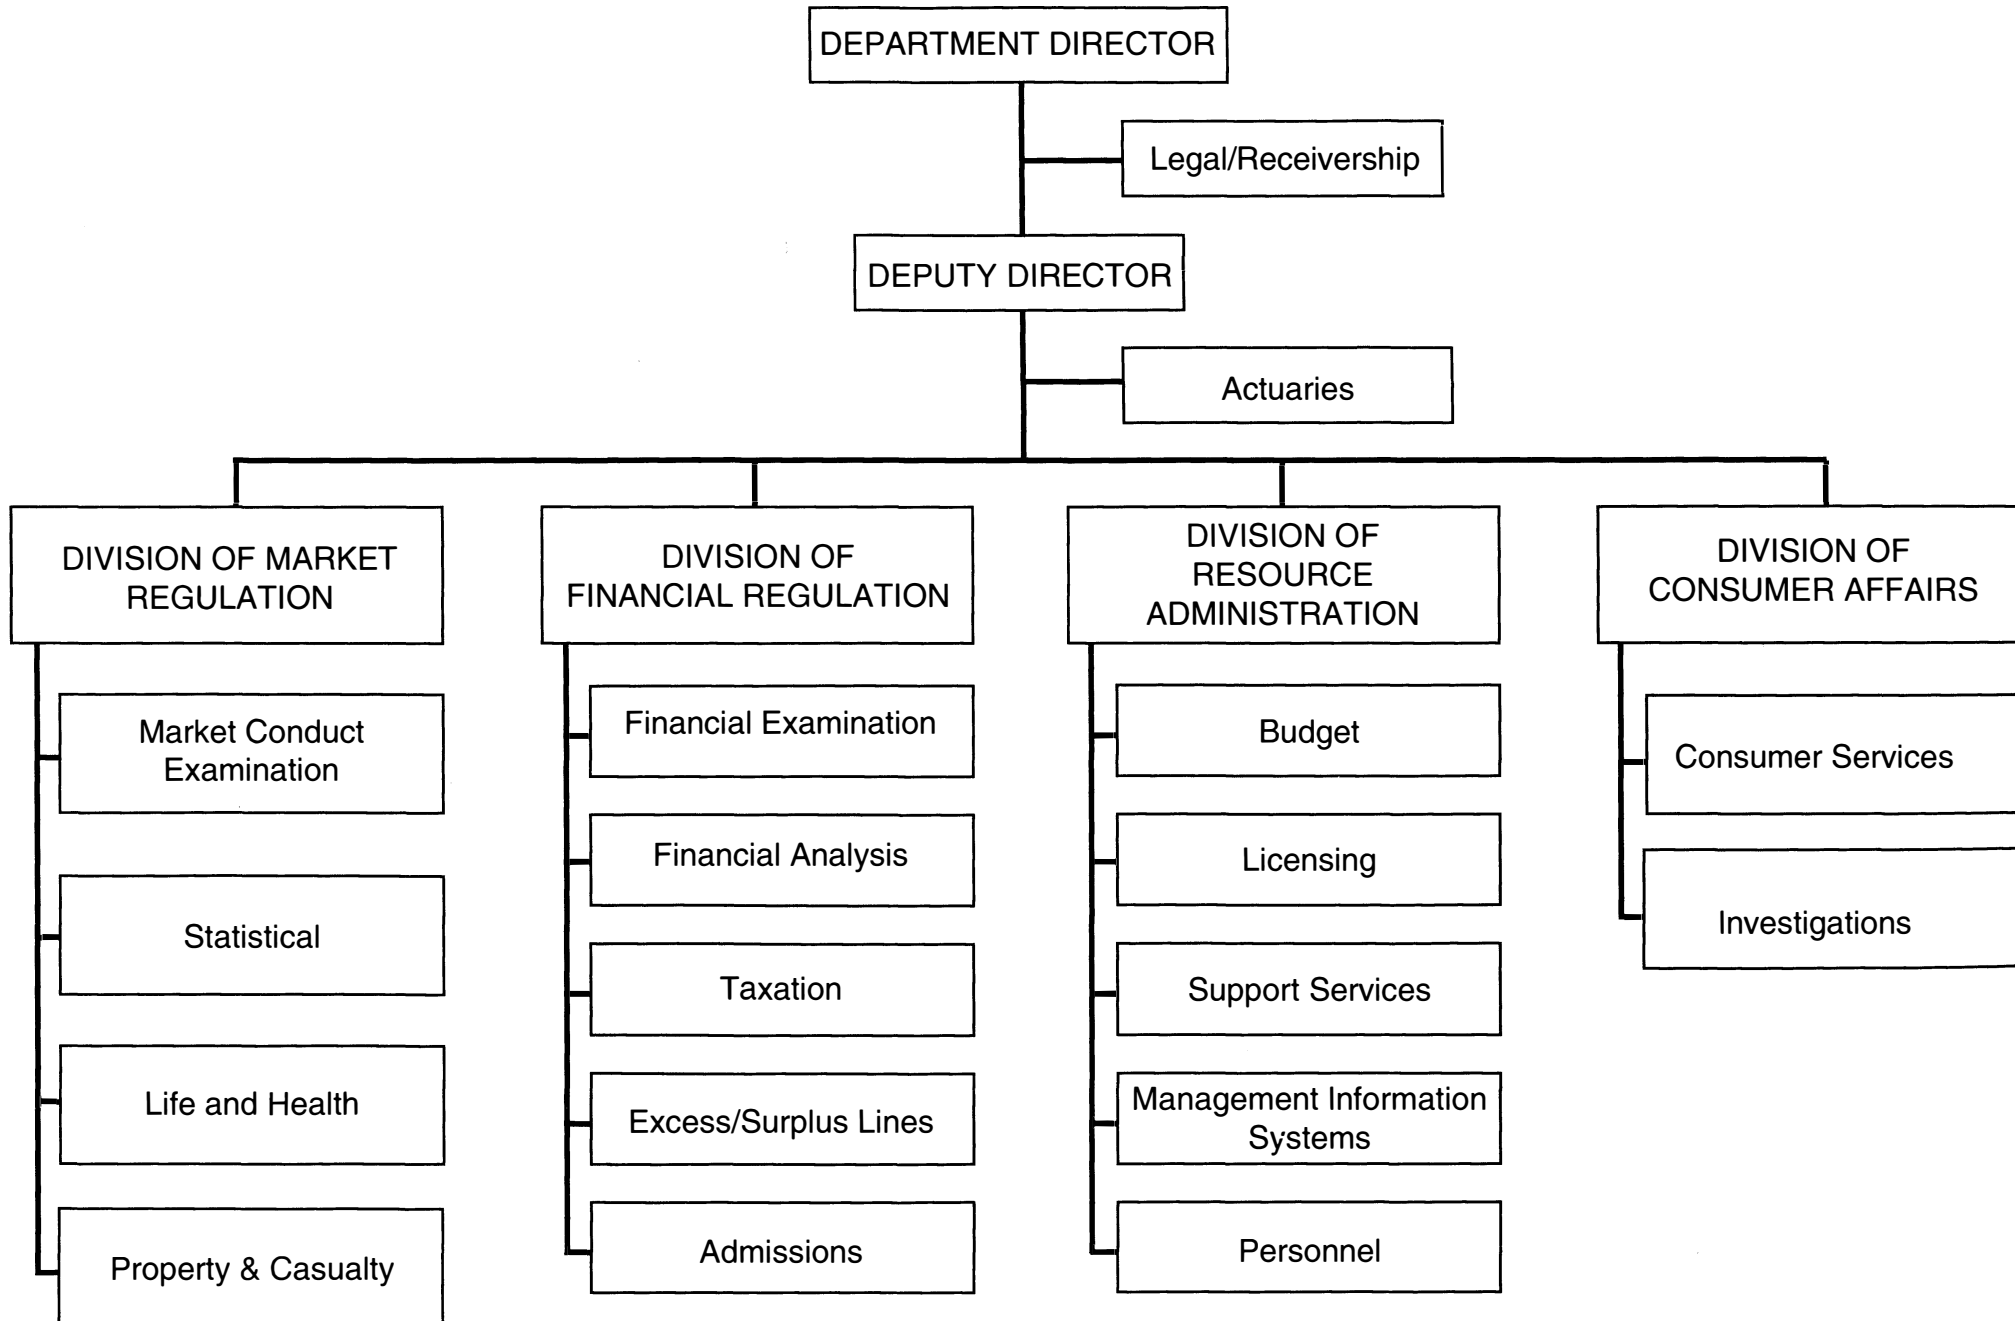 DEPARTMENT DIRECTOR
Legal/Receivership
DEPUTY DIRECTOR
Actuaries
DIVISION OF MARKET
REGULATION
Market Conduct
Examination
Statistical
Life and Health
Property & Casualty
DIVISION OF
FINANCIAL REGULATION
Financial Examination
Financial Analysis
Taxation
Excess/Surplus Lines
Admissions
DIVISION OF
RESOURCE
ADMINISTRATION
Budget
Licensing
Support Services
Management Information
Systems
Personnel
DIVISION OF
CONSUMER AFFAIRS
Consumer Services
Investigations